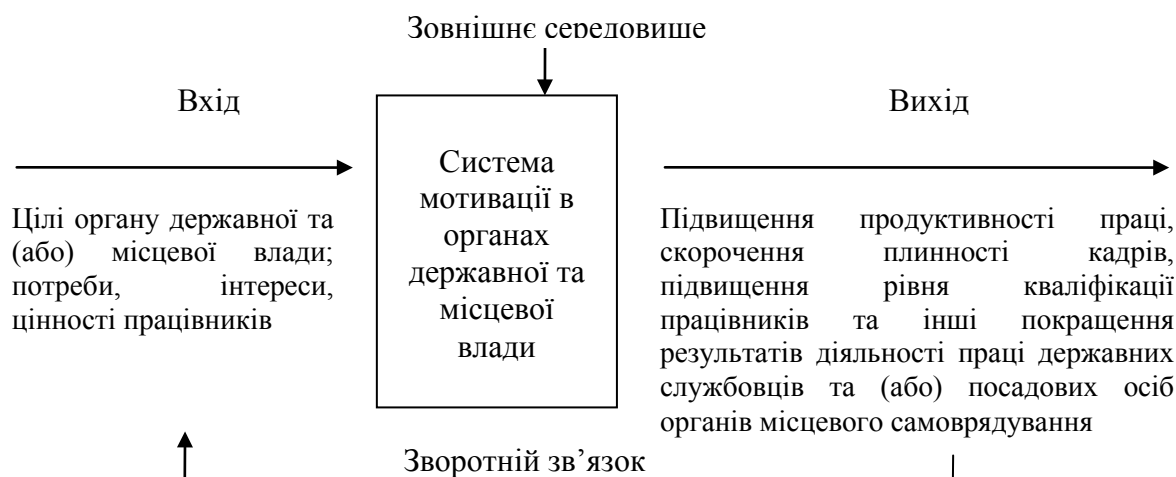 Зовнішнє середовище
Вхід
Вихід
Система
мотивації в
органах
державної та
місцевої
влади
Цілі органу державної та
(або) місцевої влади;
потреби, інтереси,
цінності працівників
Підвищення продуктивності праці,
скорочення плинності кадрів,
підвищення рівня кваліфікації
працівників та інші покращення
результатів діяльності праці державних
службовців та (або) посадових осіб
органів місцевого самоврядування
Зворотній зв’язок